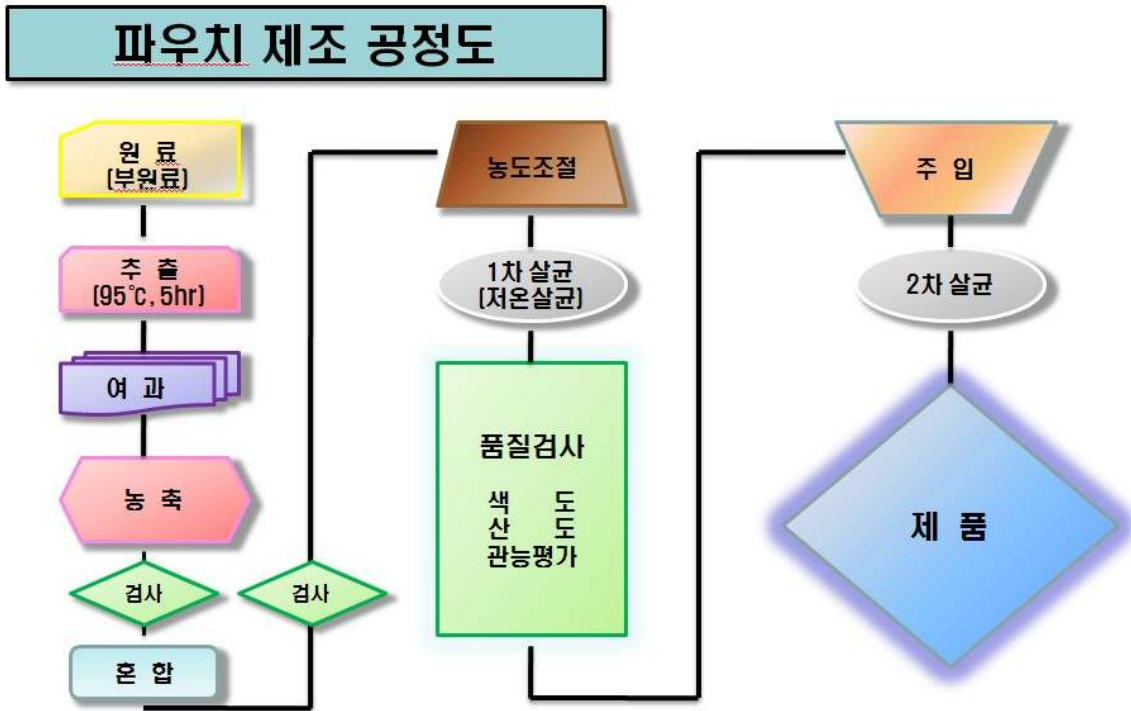 파우치 제조 공정도
원 료
(부원료)
추 출
(95℃, 5hr)
여 과
농 축
검사
혼 합
검사
농도조절
1차 살균
(저온살균)
품질검사
색 도
산 도
관능평가
주 입
2차 살균
제 품